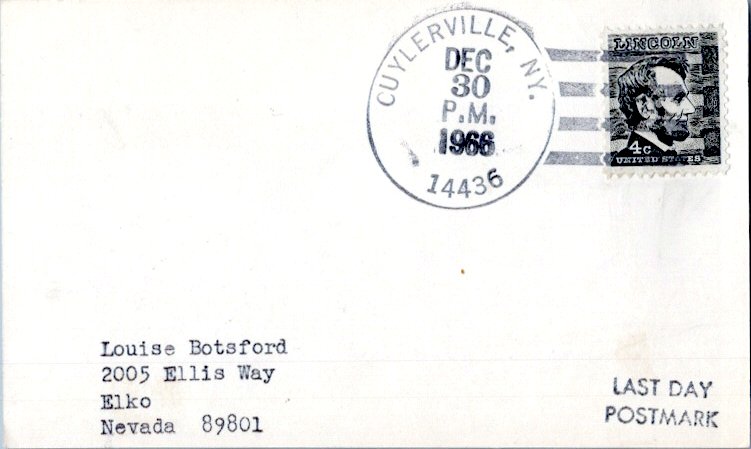 CUYLERVILLE, NY.
DEC
30
P.M.
1966
14436
LINCOLN
4c
UNITED STATES
Louise Botsford
2005 Ellis Way
Elko
Nevada 89801
LAST DAY
POSTMARK